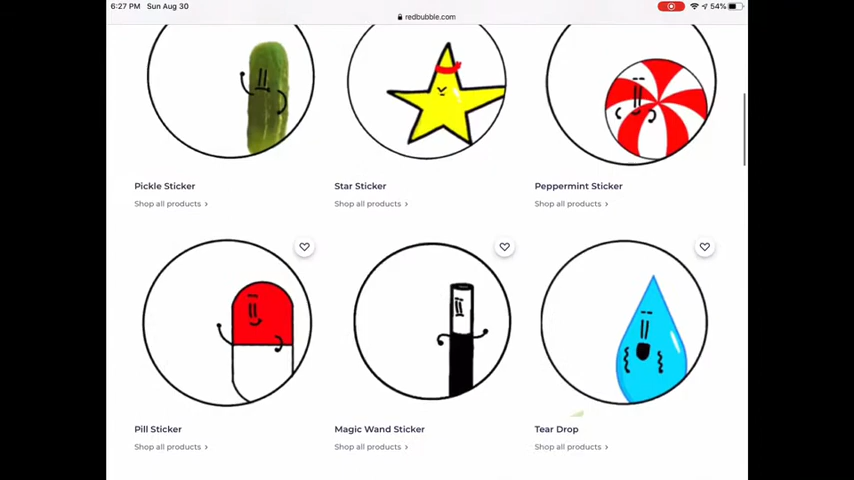 6:27 PM Sun Aug 30
54%
redbubble.com
Pickle Sticker
Star Sticker
Peppermint Sticker
Shop all products >
Shop all products >
Shop all products >
Pill Sticker
Magic Wand Sticker
Tear Drop
Shop all products >
Shop all products >
Shop all products >